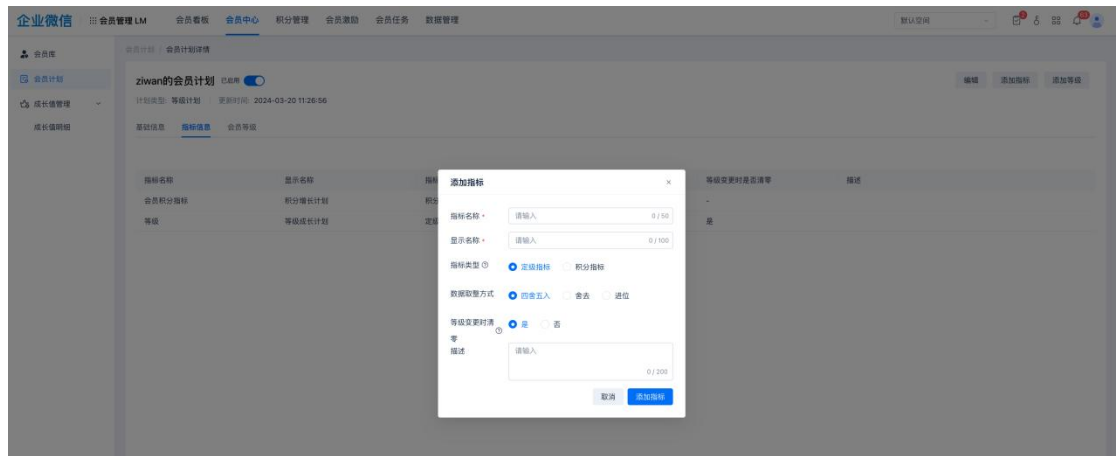 企业微信 会员管理 LM 会员看板 会员中心 积分管理 会员激励 会员任务 数据管理 默认空间
会员库
会员计划 / 会员计划详情
会员计划
ziwan的会员计划 已启用 编辑 添加指标 添加等级
成长值管理
计划类型: 等级计划 更新时间: 2024-03-20 11:26:56
成长值明细
基础信息 指标信息 会员等级
指标名称 显示名称 指标 等级变更时是否清零 描述
会员积分指标 积分增长计划 积分 -
等级 等级成长计划 定级 是
添加指标 ×
指标名称 * 请输入 0 / 50
显示名称 * 请输入 0 / 100
指标类型 定级指标 积分指标
数据取整方式 四舍五入 舍去 进位
等级变更时清零 是 否
描述 请输入
0 / 200
取消 添加指标